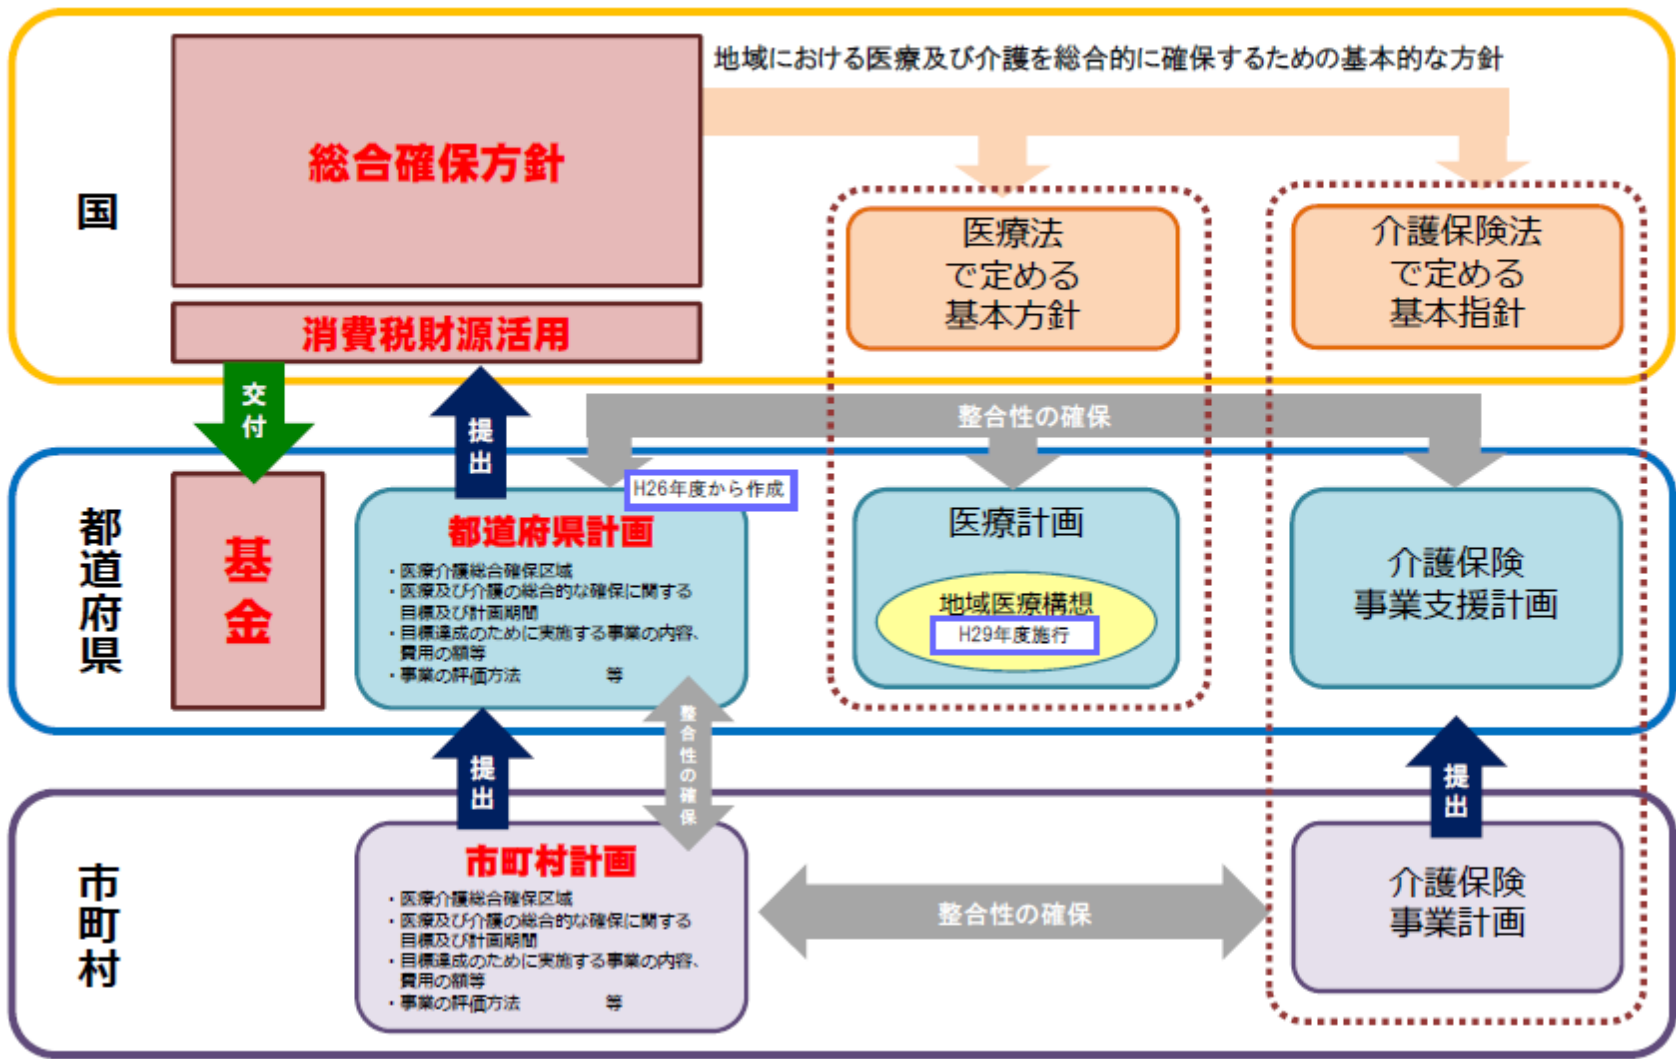 国
総合確保方針
地域における医療及び介護を総合的に確保するための基本的な方針
医療法
で定める
基本方針
介護保険法
で定める
基本指針
消費税財源活用
交付
提出
整合性の確保
都道府県
基金
H26年度から作成
都道府県計画
・医療介護総合確保区域
・医療及び介護の総合的な確保に関する
目標及び計画期間
・目標達成のために実施する事業の内容、
費用の額等
・事業の評価方法 等
医療計画
地域医療構想
H29年度施行
介護保険
事業支援計画
提出
整合性の確保
提出
市町村
市町村計画
・医療介護総合確保区域
・医療及び介護の総合的な確保に関する
目標及び計画期間
・目標達成のために実施する事業の内容、
費用の額等
・事業の評価方法 等
整合性の確保
介護保険
事業計画